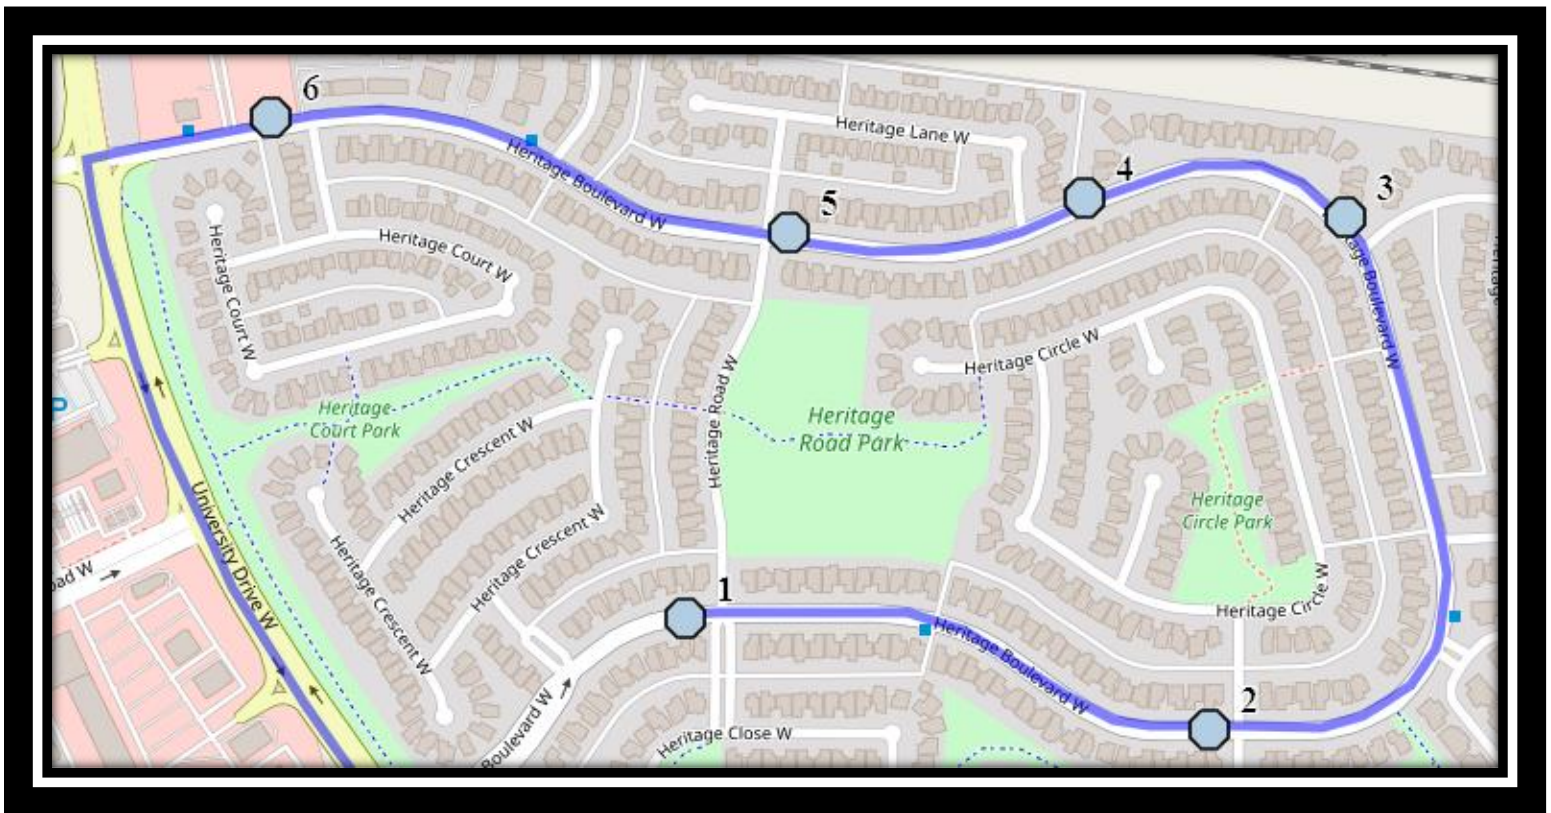 6
Heritage Lane W
Heritage Boulevard W
4
3
5
Heritage Court W
Heritage Court W
Heritage Circle W
Heritage Road W
Heritage
Court Park
Heritage
Road Park
P
Heritage Crescent W
Heritage
Circle Park
University Drive W
Heritage Crescent W
Heritage Crescent W
oad W
1
Heritage Circle W
Heritage Boulevard W
2
Boulevard W
Heritage Close W
age Boulevard W
Heritage